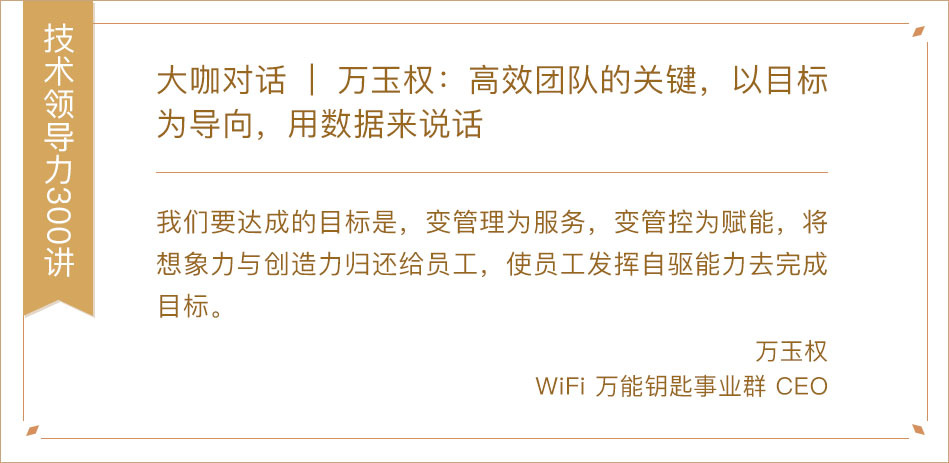 技术领导力300讲
大咖对话 | 万玉权：高效团队的关键，以目标
为导向，用数据来说话
我们要达成的目标是，变管理为服务，变管控为赋能，将
想象力与创造力归还给员工，使员工发挥自驱能力去完成
目标。
万玉权
WiFi 万能钥匙事业群 CEO